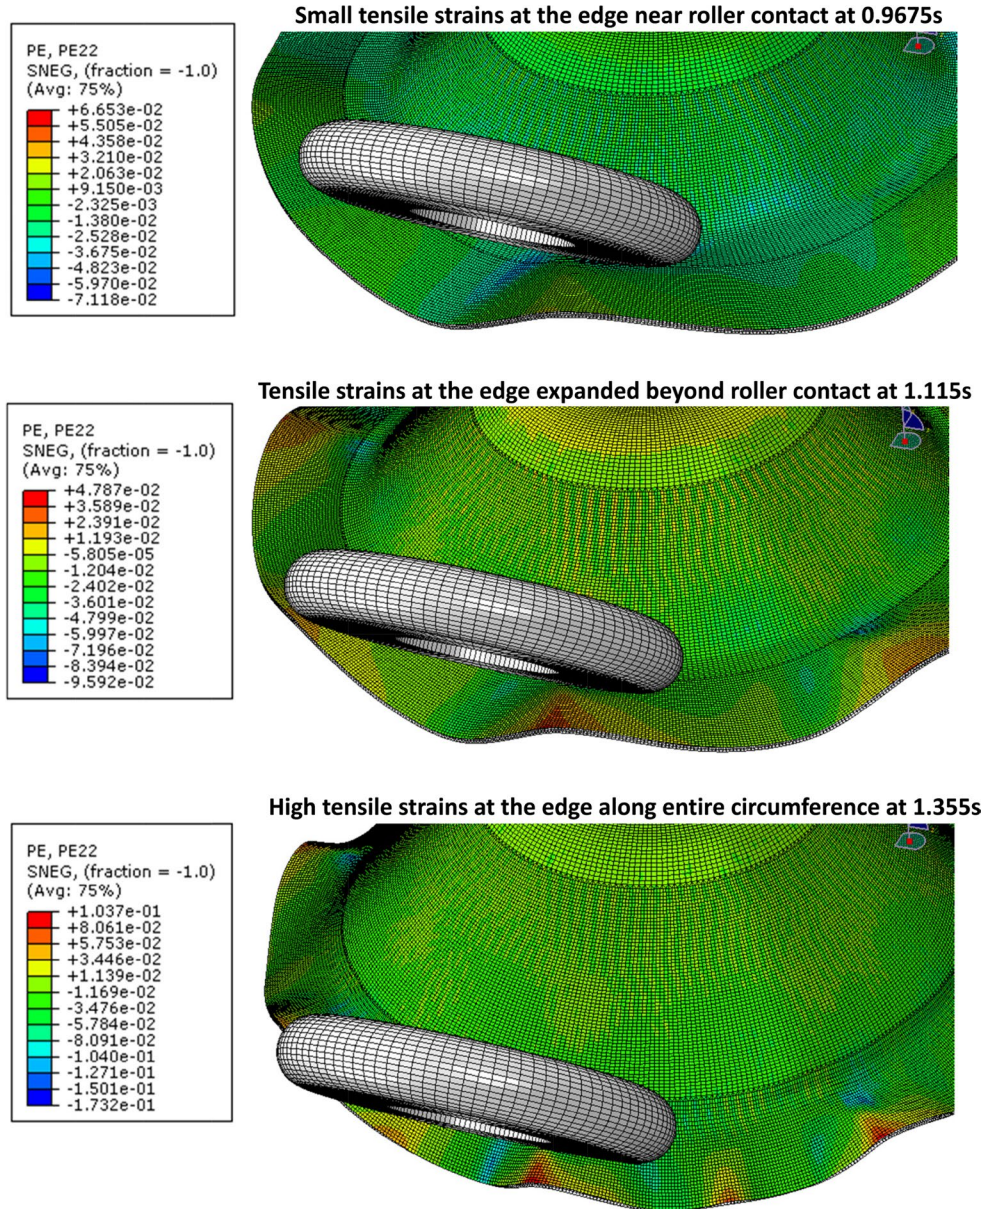 Small tensile strains at the edge near roller contact at 0.9675s
PE, PE22
SNEG, (fraction = -1.0)
(Avg: 75%)
+6.653e-02
+5.505e-02
+4.358e-02
+3.210e-02
+2.063e-02
+9.150e-03
-2.325e-03
-1.380e-02
-2.528e-02
-3.675e-02
-4.823e-02
-5.970e-02
-7.118e-02
Tensile strains at the edge expanded beyond roller contact at 1.115s
PE, PE22
SNEG, (fraction = -1.0)
(Avg: 75%)
+4.787e-02
+3.589e-02
+2.391e-02
+1.193e-02
-5.805e-05
-1.204e-02
-2.402e-02
-3.601e-02
-4.799e-02
-5.997e-02
-7.196e-02
-8.394e-02
-9.592e-02
High tensile strains at the edge along entire circumference at 1.355s
PE, PE22
SNEG, (fraction = -1.0)
(Avg: 75%)
+1.037e-01
+8.061e-02
+5.753e-02
+3.446e-02
+1.139e-02
-1.169e-02
-3.476e-02
-5.784e-02
-8.091e-02
-1.040e-01
-1.271e-01
-1.501e-01
-1.732e-01